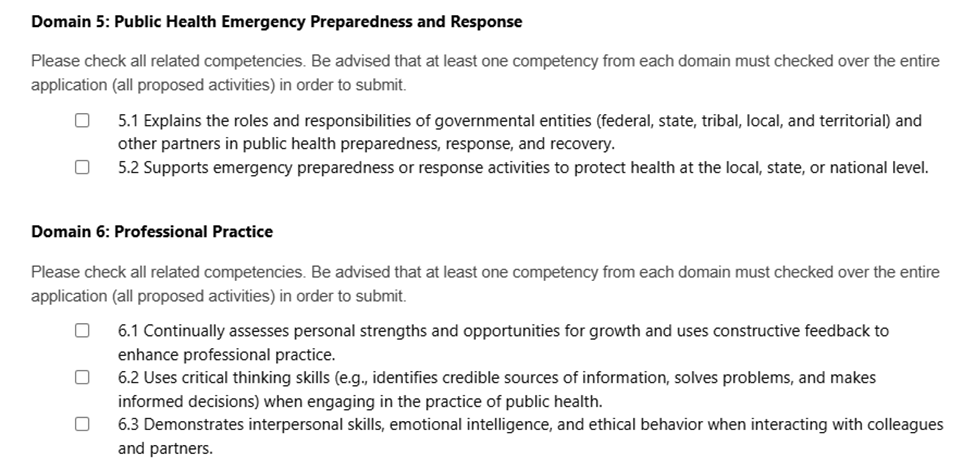 Domain 5: Public Health Emergency Preparedness and Response
Please check all related competencies. Be advised that at least one competency from each domain must checked over the entire
application (all proposed activities) in order to submit.
5.1 Explains the roles and responsibilities of governmental entities (federal, state, tribal, local, and territorial) and
other partners in public health preparedness, response, and recovery.
5.2 Supports emergency preparedness or response activities to protect health at the local, state, or national level.
Domain 6: Professional Practice
Please check all related competencies. Be advised that at least one competency from each domain must checked over the entire
application (all proposed activities) in order to submit.
6.1 Continually assesses personal strengths and opportunities for growth and uses constructive feedback to
enhance professional practice.
6.2 Uses critical thinking skills (e.g., identifies credible sources of information, solves problems, and makes
informed decisions) when engaging in the practice of public health.
6.3 Demonstrates interpersonal skills, emotional intelligence, and ethical behavior when interacting with colleagues
and partners.